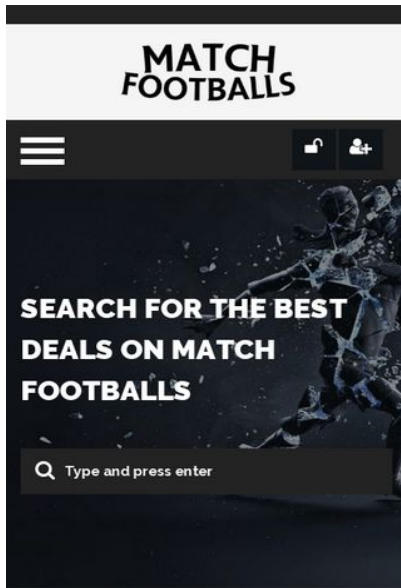 MATCH
FOOTBALLS
SEARCH FOR THE BEST
DEALS ON MATCH
FOOTBALLS
Type and press enter